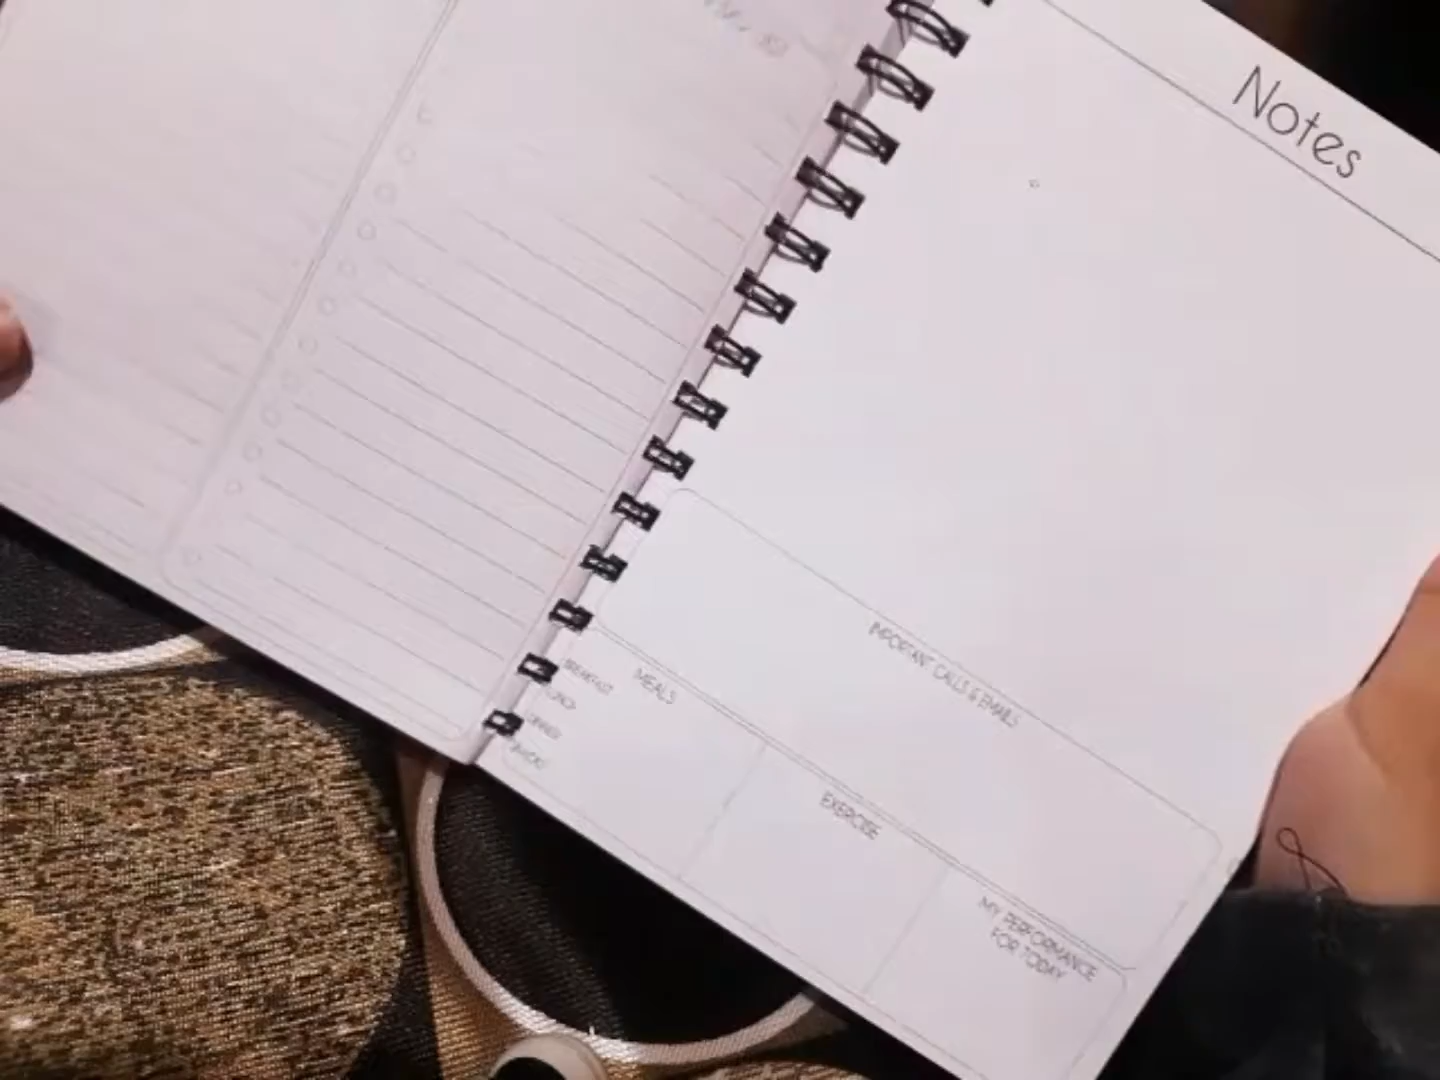 Notes
IMPORTANT CALLS & EMAILS
MEALS
BREAKFAST
LUNCH
DINNER
SNACKS
EXERCISE
MY PERFORMANCE
FOR TODAY